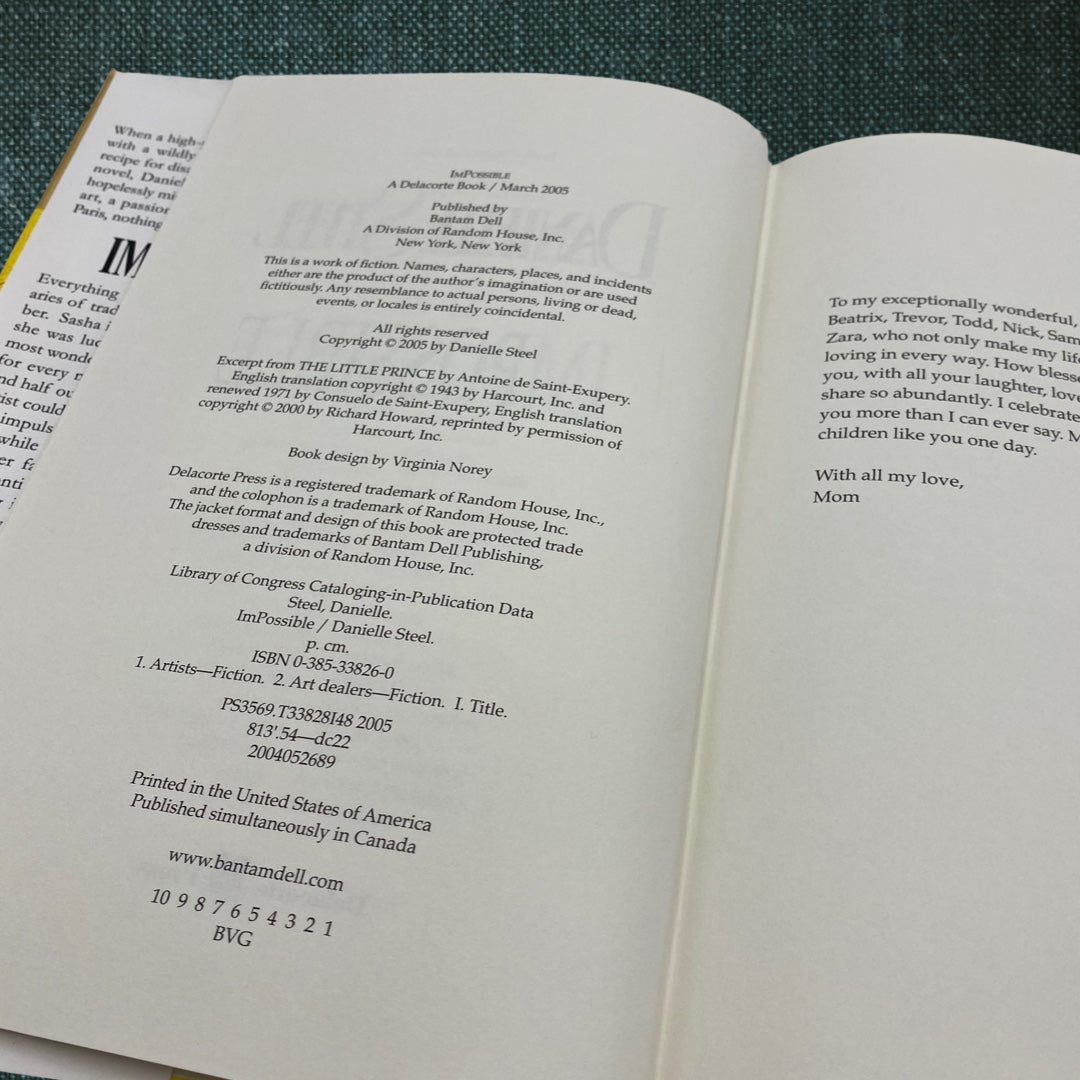 When a high-
with a wildly
recipe for disa
novel, Daniel
hopelessly mi
art, a passion
Paris, nothing
IM
Everything
aries of trad
ber. Sasha i
she was luc
most wonde
for every
nd half ou
ist could
impuls
while
er fa
anti
IMPOSSIBLE
A Delacorte Book / March 2005
Published by
Bantam Dell
A Division of Random House, Inc.
New York, New York
This is a work of fiction. Names, characters, places, and incidents
either are the product of the author's imagination or are used
fictitiously. Any resemblance to actual persons, living or dead,
events, or locales is entirely coincidental.
All rights reserved
Copyright © 2005 by Danielle Steel
Excerpt from THE LITTLE PRINCE by Antoine de Saint-Exupery.
English translation copyright © 1943 by Harcourt, Inc. and
renewed 1971 by Consuelo de Saint-Exupery, English translation
copyright © 2000 by Richard Howard, reprinted by permission of
Harcourt, Inc.
Book design by Virginia Norey
Delacorte Press is a registered trademark of Random House, Inc.,
and the colophon is a trademark of Random House, Inc.
The jacket format and design of this book are protected trade
dresses and trademarks of Bantam Dell Publishing,
a division of Random House, Inc.
Library of Congress Cataloging-in-Publication Data
Steel, Danielle.
ImPossible / Danielle Steel.
p. cm.
ISBN 0-385-33826-0
1. Artists—Fiction. 2. Art dealers—Fiction. I. Title.
PS3569.T33828I48 2005
813'.54—dc22
2004052689
Printed in the United States of America
Published simultaneously in Canada
www.bantamdell.com
10 9 8 7 6 5 4 3 2 1
BVG
To my exceptionally wonderful,
Beatrix, Trevor, Todd, Nick, Sam
Zara, who not only make my life
loving in every way. How blesse
you, with all your laughter, love
share so abundantly. I celebrate
you more than I can ever say. M
children like you one day.
With all my love,
Mom